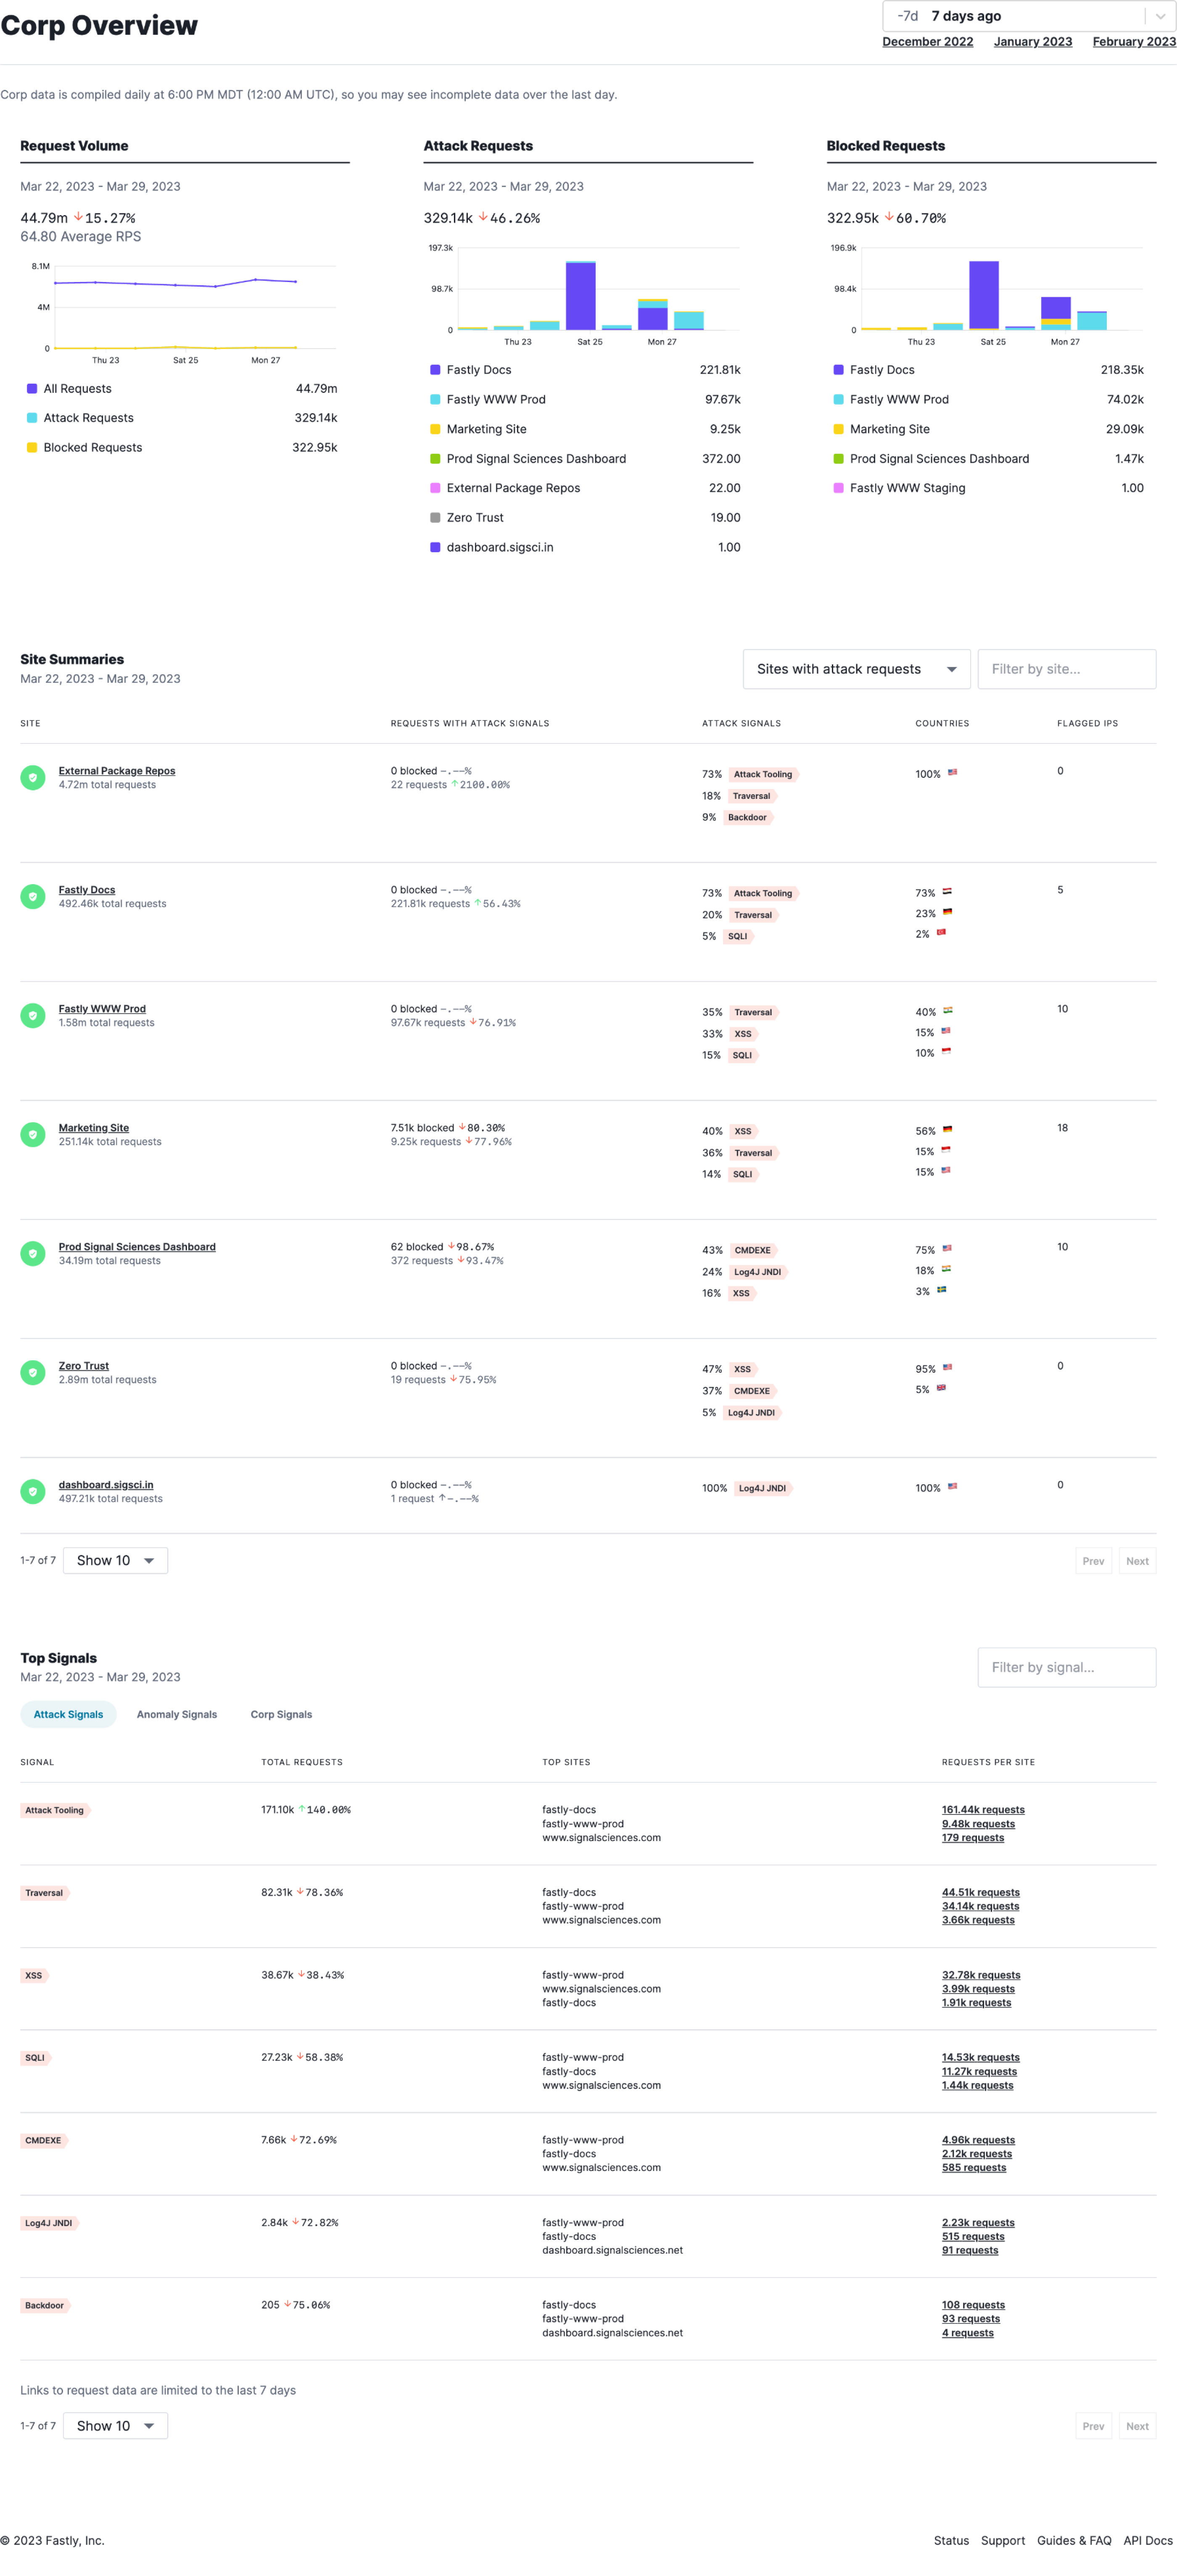 Corp Overview
-7d 7 days ago
December 2022 January 2023 February 2023
Corp data is compiled daily at 6:00 PM MDT (12:00 AM UTC), so you may see incomplete data over the last day.
Request Volume
Mar 22, 2023 - Mar 29, 2023
44.79m ↓15.27%
64.80 Average RPS
8.1M
4M
0
Thu 23 Sat 25 Mon 27
All Requests 44.79m
Attack Requests 329.14k
Blocked Requests 322.95k
Attack Requests
Mar 22, 2023 - Mar 29, 2023
329.14k ↓46.26%
197.3k
98.7k
0
Thu 23 Sat 25 Mon 27
Fastly Docs 221.81k
Fastly WWW Prod 97.67k
Marketing Site 9.25k
Prod Signal Sciences Dashboard 372.00
External Package Repos 22.00
Zero Trust 19.00
dashboard.sigsci.in 1.00
Blocked Requests
Mar 22, 2023 - Mar 29, 2023
322.95k ↓60.70%
196.9k
98.4k
0
Thu 23 Sat 25 Mon 27
Fastly Docs 218.35k
Fastly WWW Prod 74.02k
Marketing Site 29.09k
Prod Signal Sciences Dashboard 1.47k
Fastly WWW Staging 1.00
Site Summaries
Mar 22, 2023 - Mar 29, 2023
Sites with attack requests
Filter by site...
SITE REQUESTS WITH ATTACK SIGNALS ATTACK SIGNALS COUNTRIES FLAGGED IPS
External Package Repos
4.72m total requests
0 blocked –.––%
22 requests ↑2100.00%
73% Attack Tooling
18% Traversal
9% Backdoor
100%
0
Fastly Docs
492.46k total requests
0 blocked –.––%
221.81k requests ↑56.43%
73% Attack Tooling
20% Traversal
5% SQLI
73%
23%
2%
5
Fastly WWW Prod
1.58m total requests
0 blocked –.––%
97.67k requests ↓76.91%
35% Traversal
33% XSS
15% SQLI
40%
15%
10%
10
Marketing Site
251.14k total requests
7.51k blocked ↓80.30%
9.25k requests ↓77.96%
40% XSS
36% Traversal
14% SQLI
56%
15%
15%
18
Prod Signal Sciences Dashboard
34.19m total requests
62 blocked ↓98.67%
372 requests ↓93.47%
43% CMDEXE
24% Log4J JNDI
16% XSS
75%
18%
3%
10
Zero Trust
2.89m total requests
0 blocked –.––%
19 requests ↓75.95%
47% XSS
37% CMDEXE
5% Log4J JNDI
95%
5%
0
dashboard.sigsci.in
497.21k total requests
0 blocked –.––%
1 request ↑–.––%
100% Log4J JNDI
100%
0
1-7 of 7 Show 10 Prev Next
Top Signals
Mar 22, 2023 - Mar 29, 2023
Filter by signal...
Attack Signals Anomaly Signals Corp Signals
SIGNAL TOTAL REQUESTS TOP SITES REQUESTS PER SITE
Attack Tooling 171.10k ↑140.00% fastly-docs 161.44k requests
fastly-www-prod 9.48k requests
www.signalsciences.com 179 requests
Traversal 82.31k ↓78.36% fastly-docs 44.51k requests
fastly-www-prod 34.14k requests
www.signalsciences.com 3.66k requests
XSS 38.67k ↓38.43% fastly-www-prod 32.78k requests
www.signalsciences.com 3.99k requests
fastly-docs 1.91k requests
SQLI 27.23k ↓58.38% fastly-www-prod 14.53k requests
fastly-docs 11.27k requests
www.signalsciences.com 1.44k requests
CMDEXE 7.66k ↓72.69% fastly-www-prod 4.96k requests
fastly-docs 2.12k requests
www.signalsciences.com 585 requests
Log4J JNDI 2.84k ↓72.82% fastly-www-prod 2.23k requests
fastly-docs 515 requests
dashboard.signalsciences.net 91 requests
Backdoor 205 ↓75.06% fastly-docs 108 requests
fastly-www-prod 93 requests
dashboard.signalsciences.net 4 requests
Links to request data are limited to the last 7 days
1-7 of 7 Show 10 Prev Next
© 2023 Fastly, Inc. Status Support Guides & FAQ API Docs